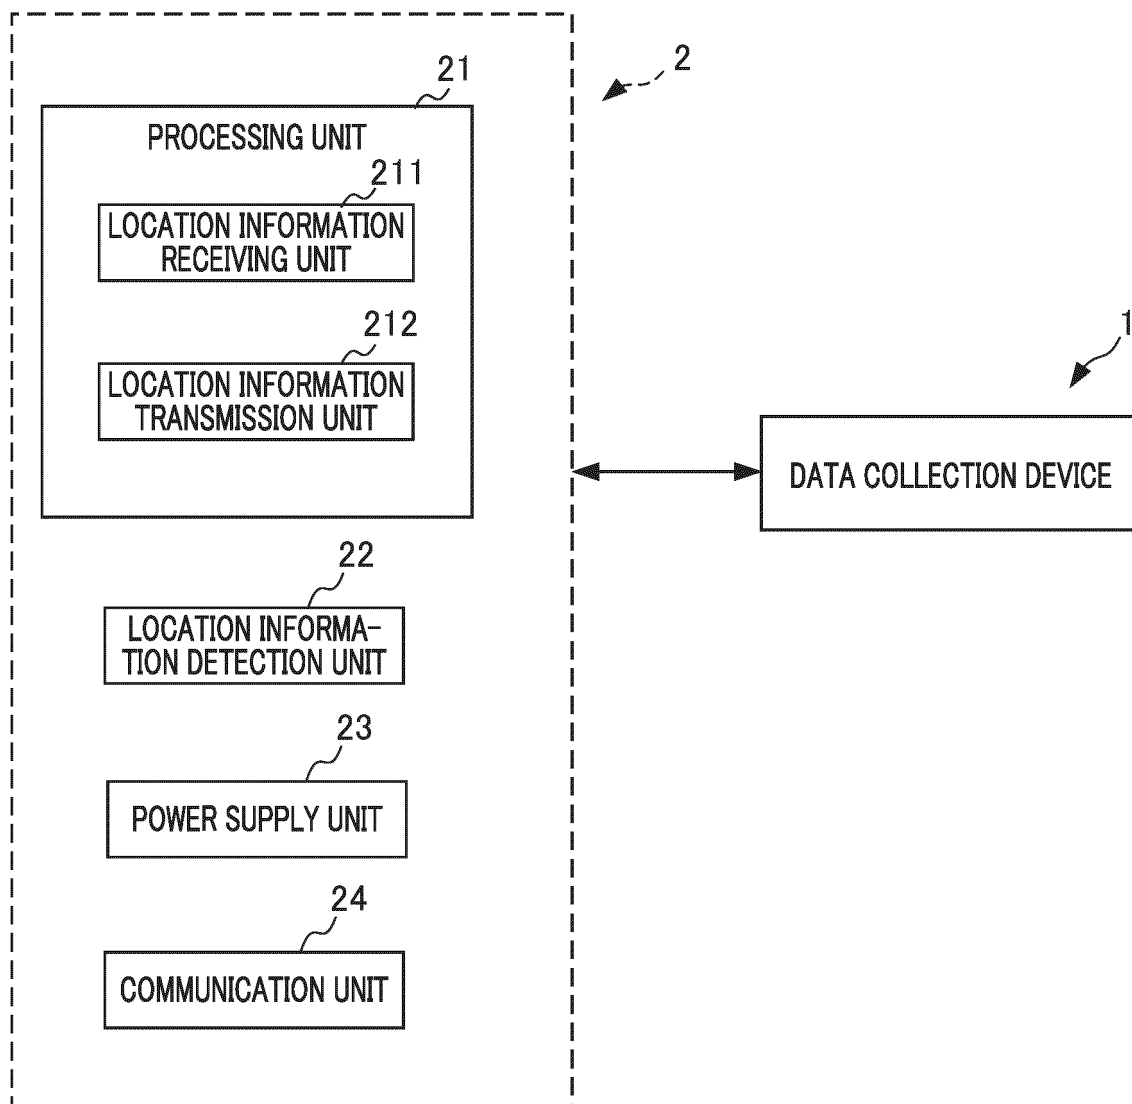 2
21
PROCESSING UNIT
211
LOCATION INFORMATION
RECEIVING UNIT
212
LOCATION INFORMATION
TRANSMISSION UNIT
1
DATA COLLECTION DEVICE
22
LOCATION INFORMA-
TION DETECTION UNIT
23
POWER SUPPLY UNIT
24
COMMUNICATION UNIT